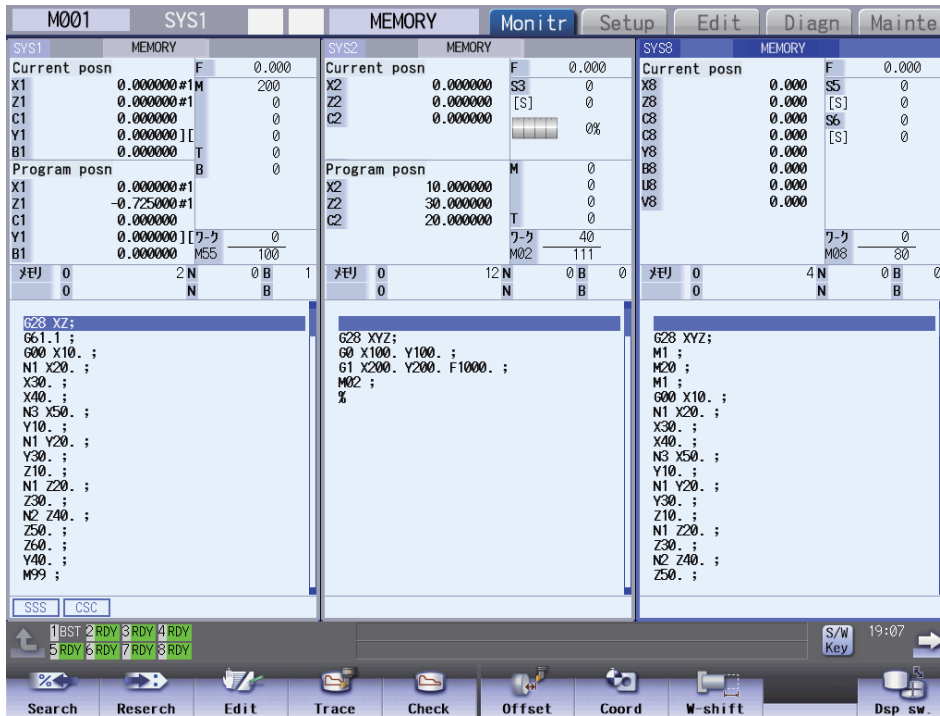 M001 SYS1 MEMORY Monitr Setup Edit Diagn Mainte
SYS1 MEMORY
Current posn F 0.000
X1 0.000000#1 M 200
Z1 0.000000#1 0
C1 0.000000 0
Y1 0.000000][ 0
B1 0.000000 T 0
Program posn B 0
X1 0.000000#1
Z1 -0.725000#1
C1 0.000000
Y1 0.000000][ ワーク 0
B1 0.000000 M55 100
メモリ O 2 N 0 B 1
O N B
G28 XZ;
G61.1 ;
G00 X10. ;
N1 X20. ;
X30. ;
X40. ;
N3 X50. ;
Y10. ;
N1 Y20. ;
Y30. ;
Z10. ;
N1 Z20. ;
Z30. ;
N2 Z40. ;
Z50. ;
Z60. ;
Y40. ;
M99 ;
SSS CSC
SYS2 MEMORY
Current posn F 0.000
X2 0.000000 S3 0
Z2 0.000000 [S] 0
C2 0.000000 0%
Program posn M 0
X2 10.000000 0
Z2 30.000000 0
C2 20.000000 T 0
ワーク 40
M02 111
メモリ O 12 N 0 B 0
O N B
G28 XYZ;
G0 X100. Y100. ;
G1 X200. Y200. F1000. ;
M02 ;
%
SYS8 MEMORY
Current posn F 0.000
X8 0.000 S5 0
Z8 0.000 [S] 0
C8 0.000 S6 0
C8 0.000 [S] 0
Y8 0.000
B8 0.000
U8 0.000
V8 0.000
ワーク 0
M08 80
メモリ O 4 N 0 B 0
O N B
G28 XYZ;
M1 ;
M20 ;
M1 ;
G00 X10. ;
N1 X20. ;
X30. ;
X40. ;
N3 X50. ;
Y10. ;
N1 Y20. ;
Y30. ;
Z10. ;
N1 Z20. ;
Z30. ;
N2 Z40. ;
Z50. ;
1 BST 2 RDY 3 RDY 4 RDY
5 RDY 6 RDY 7 RDY 8 RDY
S/W Key 19:07
Search Reserch Edit Trace Check Offset Coord W-shift Dsp sw.